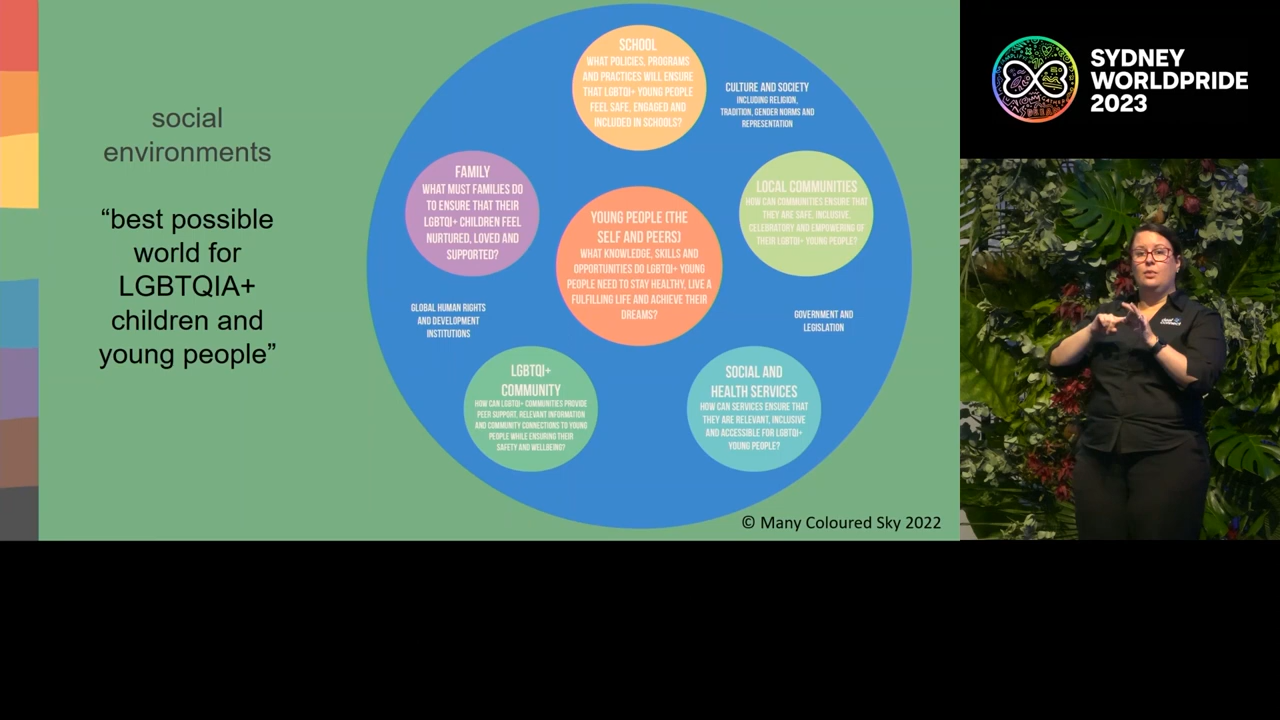 social
environments
“best possible
world for
LGBTQIA+
children and
young people”
SCHOOL
WHAT POLICIES, PROGRAMS
AND PRACTICES WILL ENSURE
THAT LGBTQI+ YOUNG PEOPLE
FEEL SAFE, ENGAGED AND
INCLUDED IN SCHOOLS?
CULTURE AND SOCIETY
INCLUDING RELIGION,
TRADITION, GENDER NORMS AND
REPRESENTATION
FAMILY
WHAT MUST FAMILIES DO
TO ENSURE THAT THEIR
LGBTQI+ CHILDREN FEEL
NURTURED, LOVED AND
SUPPORTED?
YOUNG PEOPLE (THE
SELF AND PEERS)
WHAT KNOWLEDGE, SKILLS AND
OPPORTUNITIES DO LGBTQI+ YOUNG
PEOPLE NEED TO STAY HEALTHY, LIVE A
FULFILLING LIFE AND ACHIEVE THEIR
DREAMS?
LOCAL COMMUNITIES
HOW CAN COMMUNITIES ENSURE THAT
THEY ARE SAFE, INCLUSIVE,
CELEBRATORY AND EMPOWERING OF
THEIR LGBTQI+ YOUNG PEOPLE?
GLOBAL HUMAN RIGHTS
AND DEVELOPMENT
INSTITUTIONS
GOVERNMENT AND
LEGISLATION
LGBTQI+
COMMUNITY
HOW CAN LGBTQI+ COMMUNITIES PROVIDE
PEER SUPPORT, RELEVANT INFORMATION
AND COMMUNITY CONNECTIONS TO YOUNG
PEOPLE WHILE ENSURING THEIR
SAFETY AND WELLBEING?
SOCIAL AND
HEALTH SERVICES
HOW CAN SERVICES ENSURE THAT
THEY ARE RELEVANT, INCLUSIVE
AND ACCESSIBLE FOR LGBTQI+
YOUNG PEOPLE?
© Many Coloured Sky 2022
SYDNEY
WORLDPRIDE
2023
deaf
connect